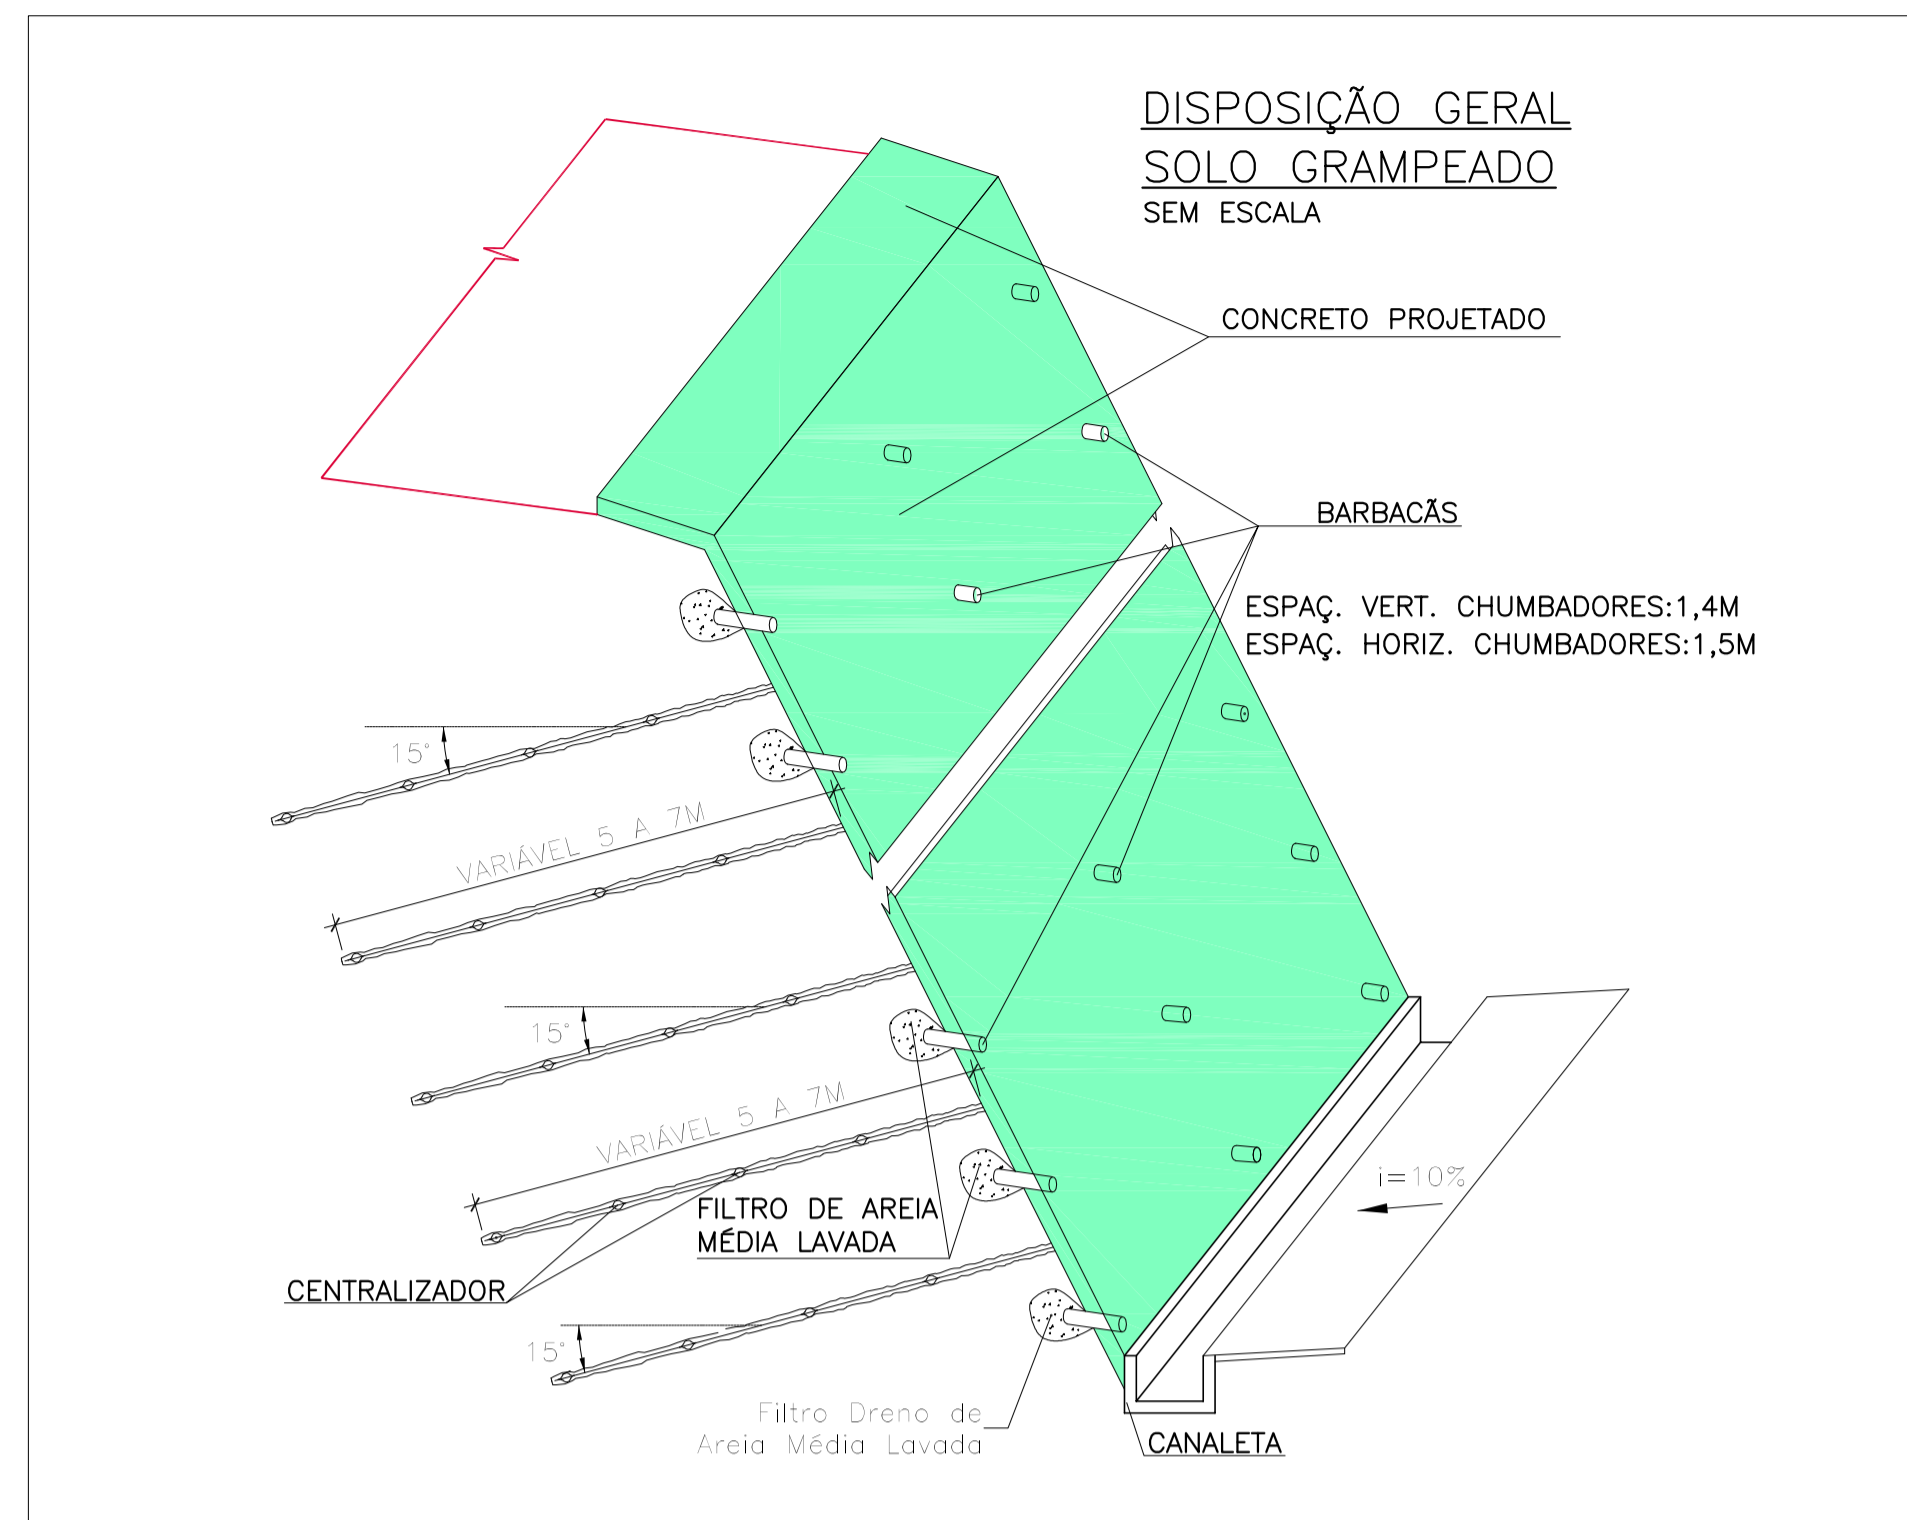 DISPOSIÇÃO GERAL
SOLO GRAMPEADO
SEM ESCALA
CONCRETO PROJETADO
BARBACÃS
ESPAÇ. VERT. CHUMBADORES:1,4M
ESPAÇ. HORIZ. CHUMBADORES:1,5M
15°
VARIÁVEL 5 A 7M
15°
VARIÁVEL 5 A 7M
i=10%
FILTRO DE AREIA
MÉDIA LAVADA
CENTRALIZADOR
15°
Filtro Dreno de
Areia Média Lavada
CANALETA